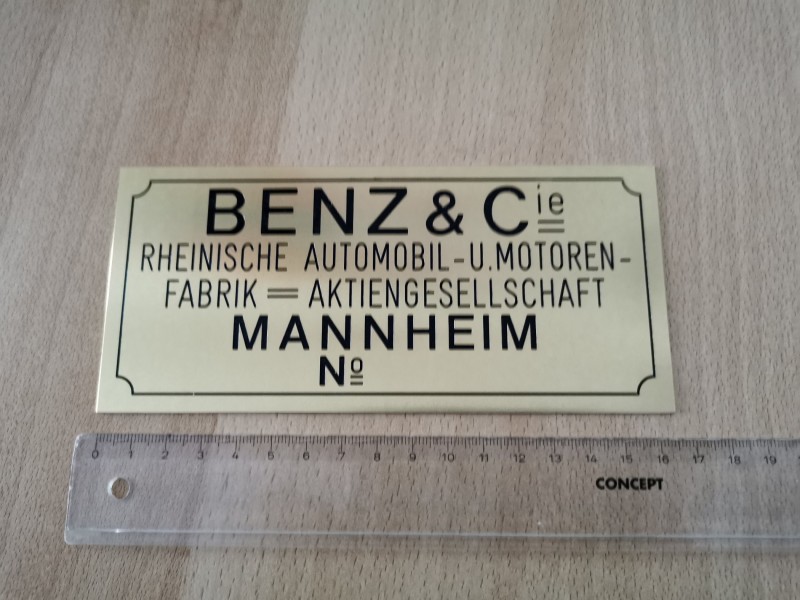 BENZ & Cie
RHEINISCHE AUTOMOBIL-U.MOTOREN-
FABRIK = AKTIENGESELLSCHAFT
MANNHEIM
Nº
0 1 2 3 4 5 6 7 8 9 10 11 12 13 14 15 16 17 18 19
CONCEPT